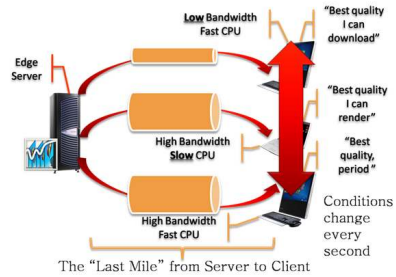 Low Bandwidth
Fast CPU
"Best quality
I can
download"
Edge
Server
"Best quality
I can
render"
High Bandwidth
Slow CPU
"Best
quality,
period"
High Bandwidth
Fast CPU
Conditions
change
every
second
The "Last Mile" from Server to Client